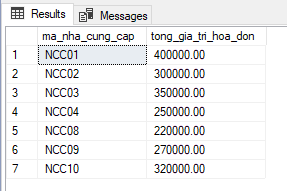 Results Messages
ma_nha_cung_cap tong_gia_tri_hoa_don
1 NCC01 400000.00
2 NCC02 300000.00
3 NCC03 350000.00
4 NCC04 250000.00
5 NCC08 220000.00
6 NCC09 270000.00
7 NCC10 320000.00